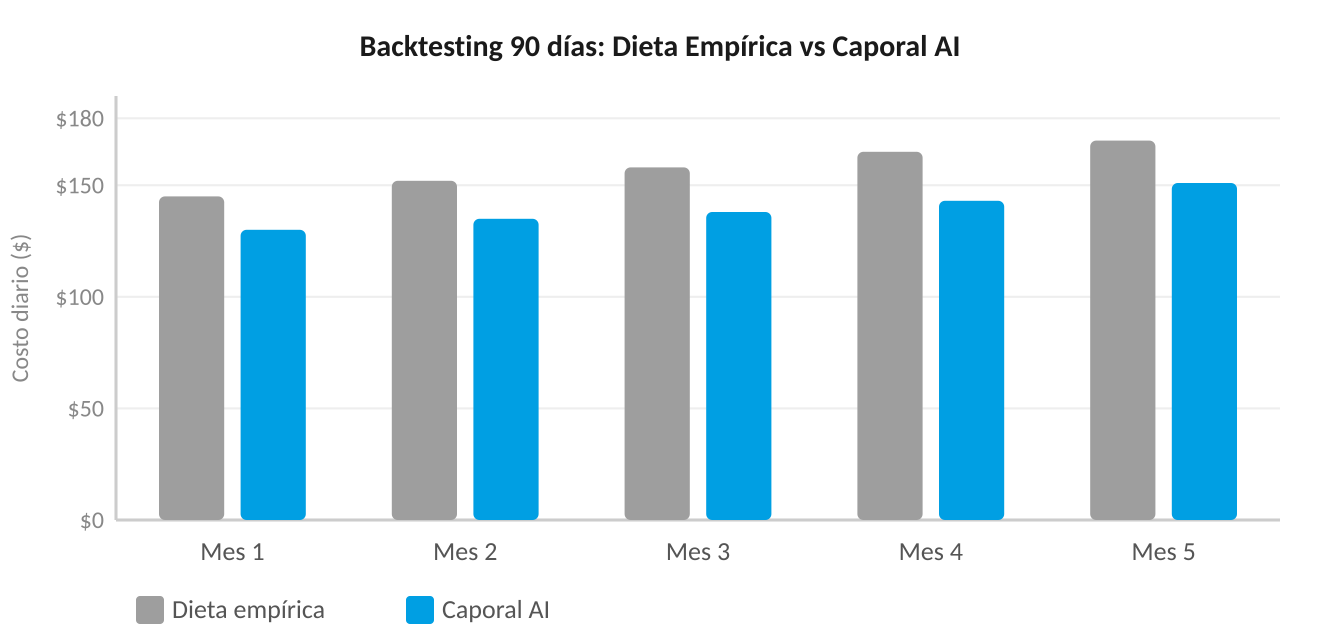 Backtesting 90 días: Dieta Empírica vs Caporal AI
Costo diario ($)
$180
$150
$100
$50
$0
Mes 1
Mes 2
Mes 3
Mes 4
Mes 5
Dieta empírica
Caporal AI